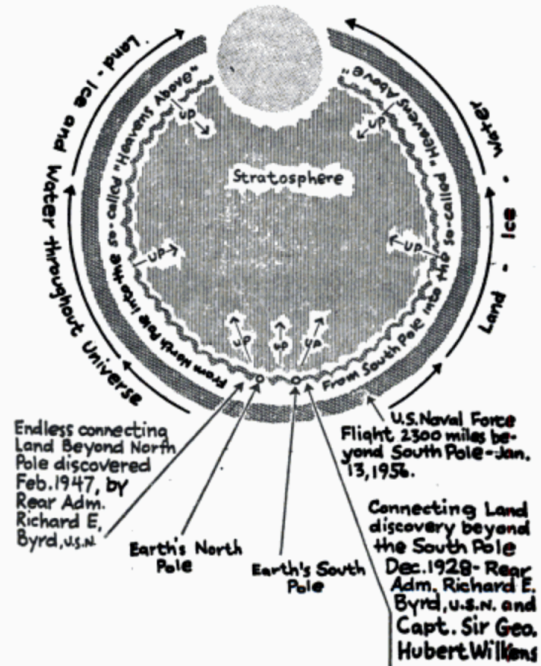 Land - Ice and Water throughout Universe
Land - Ice - Water
From North Pole into the so-called "Heavens Above"
From South Pole into the so-called "Heavens Above"
UP
UP
Stratosphere
UP
UP
UP
UP
UP
Endless connecting
Land Beyond North
Pole discovered
Feb.1947, by
Rear Adm.
Richard E,
Byrd,U.S.N.
Earth's North
Pole
Earth's South
Pole
U.S.Naval Force
Flight 2300 miles be-
yond South Pole-Jan.
13,1956.
Connecting Land
discovery beyond
the South Pole
Dec.1928- Rear
Adm. Richard E.
Byrd,U.S.N. and
Capt. Sir Geo.
Hubert Wilkens